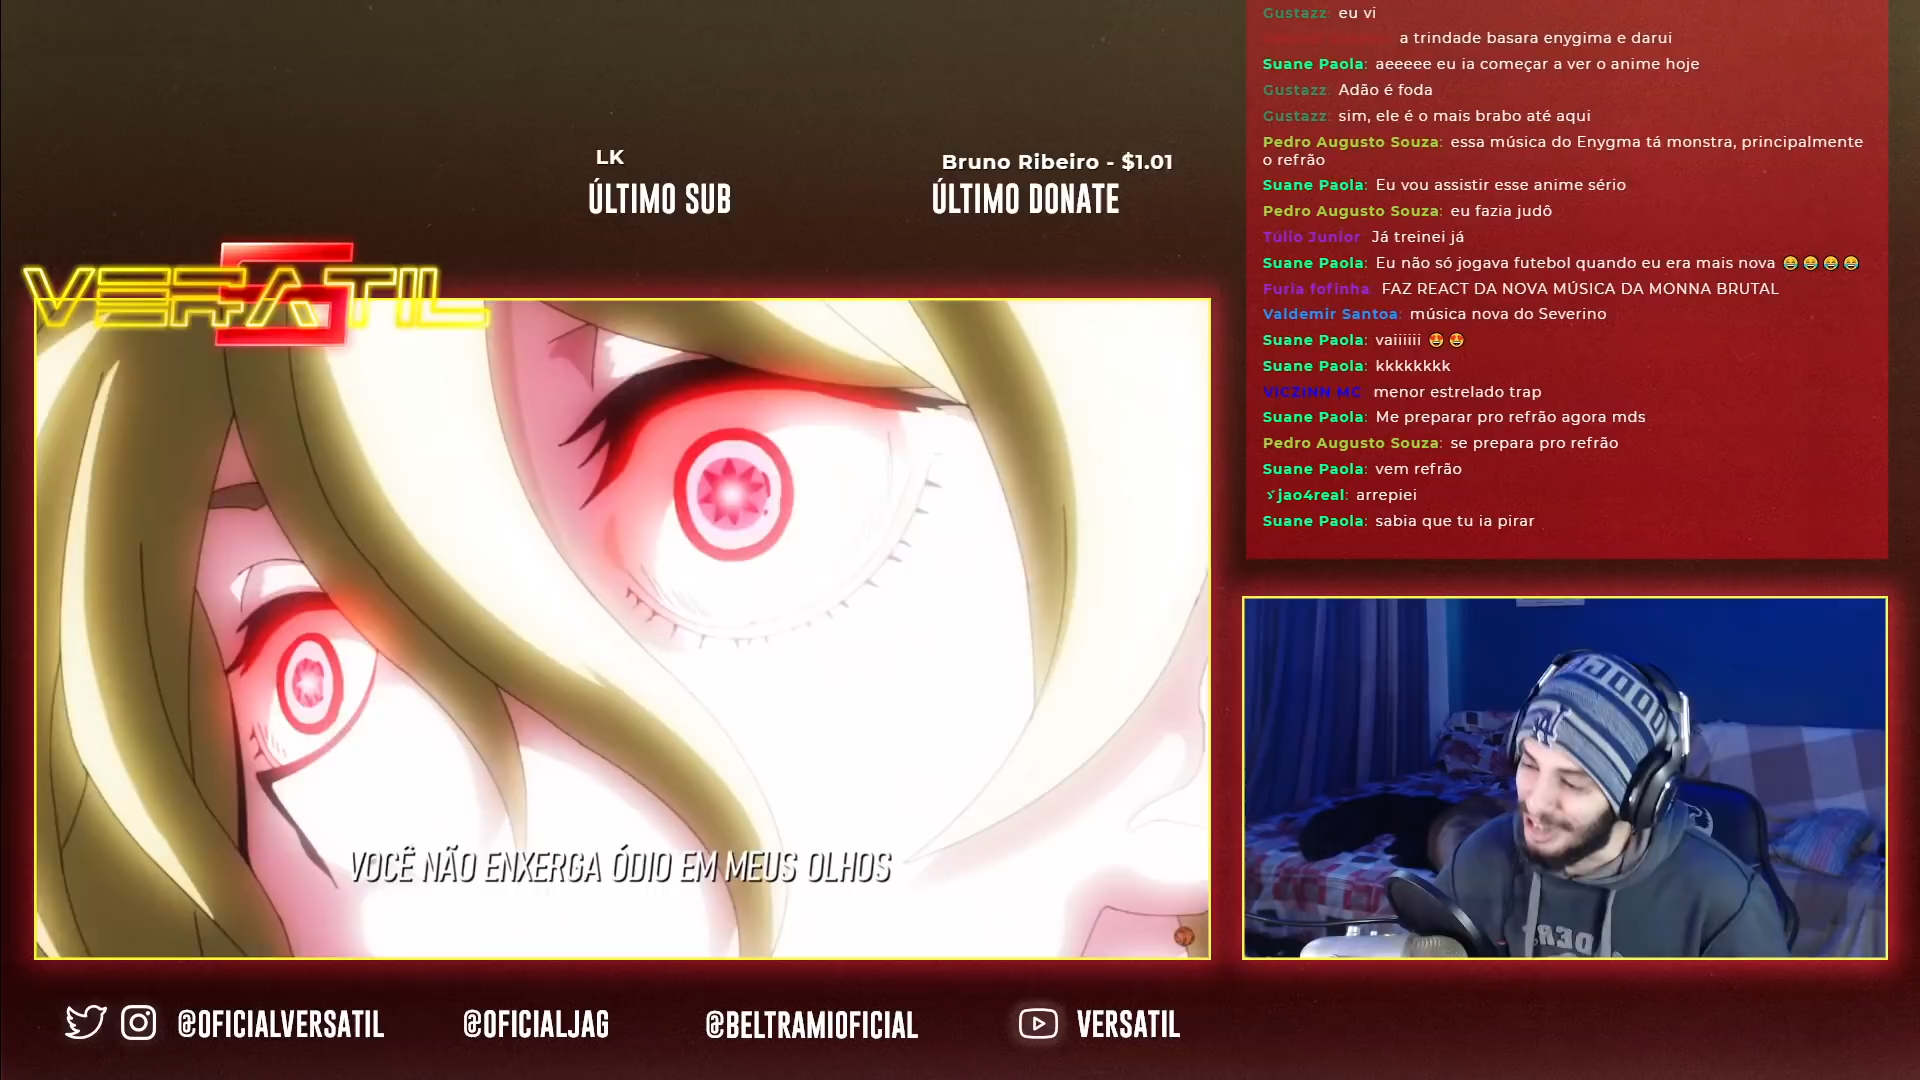 Gustazz: eu vi
a trindade basara enygima e darui
Suane Paola: aeeeee eu ia começar a ver o anime hoje
Gustazz: Adão é foda
Gustazz: sim, ele é o mais brabo até aqui
Pedro Augusto Souza: essa música do Enygma tá monstra, principalmente
o refrão
Suane Paola: Eu vou assistir esse anime sério
Pedro Augusto Souza: eu fazia judô
Túlio Junior: Já treinei já
Suane Paola: Eu não só jogava futebol quando eu era mais nova 😂😂😂😂
Furia fofinha: FAZ REACT DA NOVA MÚSICA DA MONNA BRUTAL
Valdemir Santoa: música nova do Severino
Suane Paola: vaiiiiii 🤩🤩
Suane Paola: kkkkkkkk
VICZINN MC: menor estrelado trap
Suane Paola: Me preparar pro refrão agora mds
Pedro Augusto Souza: se prepara pro refrão
Suane Paola: vem refrão
jao4real: arrepiei
Suane Paola: sabia que tu ia pirar
LK
ÚLTIMO SUB
Bruno Ribeiro - $1.01
ÚLTIMO DONATE
VERSATIL
VOCÊ NÃO ENXERGA ÓDIO EM MEUS OLHOS
@OFICIALVERSATIL
@OFICIALJAG
@BELTRAMIOFICIAL
VERSATIL